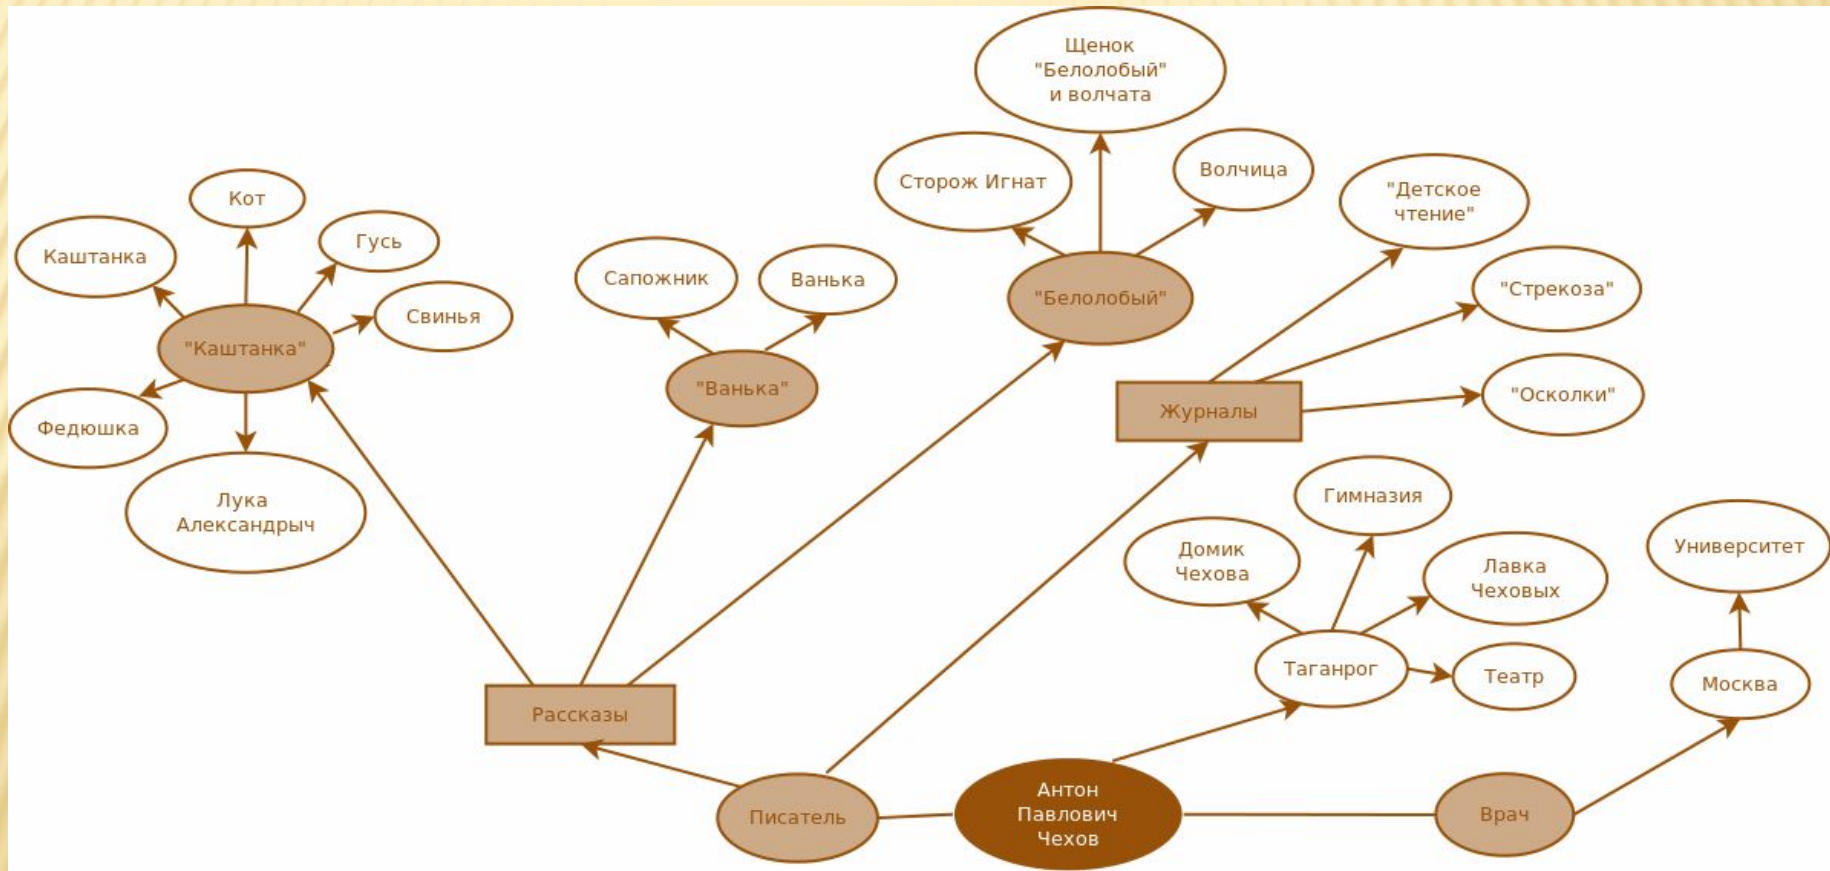 Щенок
"Белолобый"
и волчата
Сторож Игнат
Волчица
"Детское
чтение"
Кот
Гусь
Каштанка
Свинья
Сапожник
Ванька
"Белолобый"
"Стрекоза"
"Каштанка"
"Ванька"
"Осколки"
Журналы
Федюшка
Лука
Александрыч
Гимназия
Домик
Чехова
Лавка
Чеховых
Университет
Таганрог
Театр
Москва
Рассказы
Писатель
Антон
Павлович
Чехов
Врач